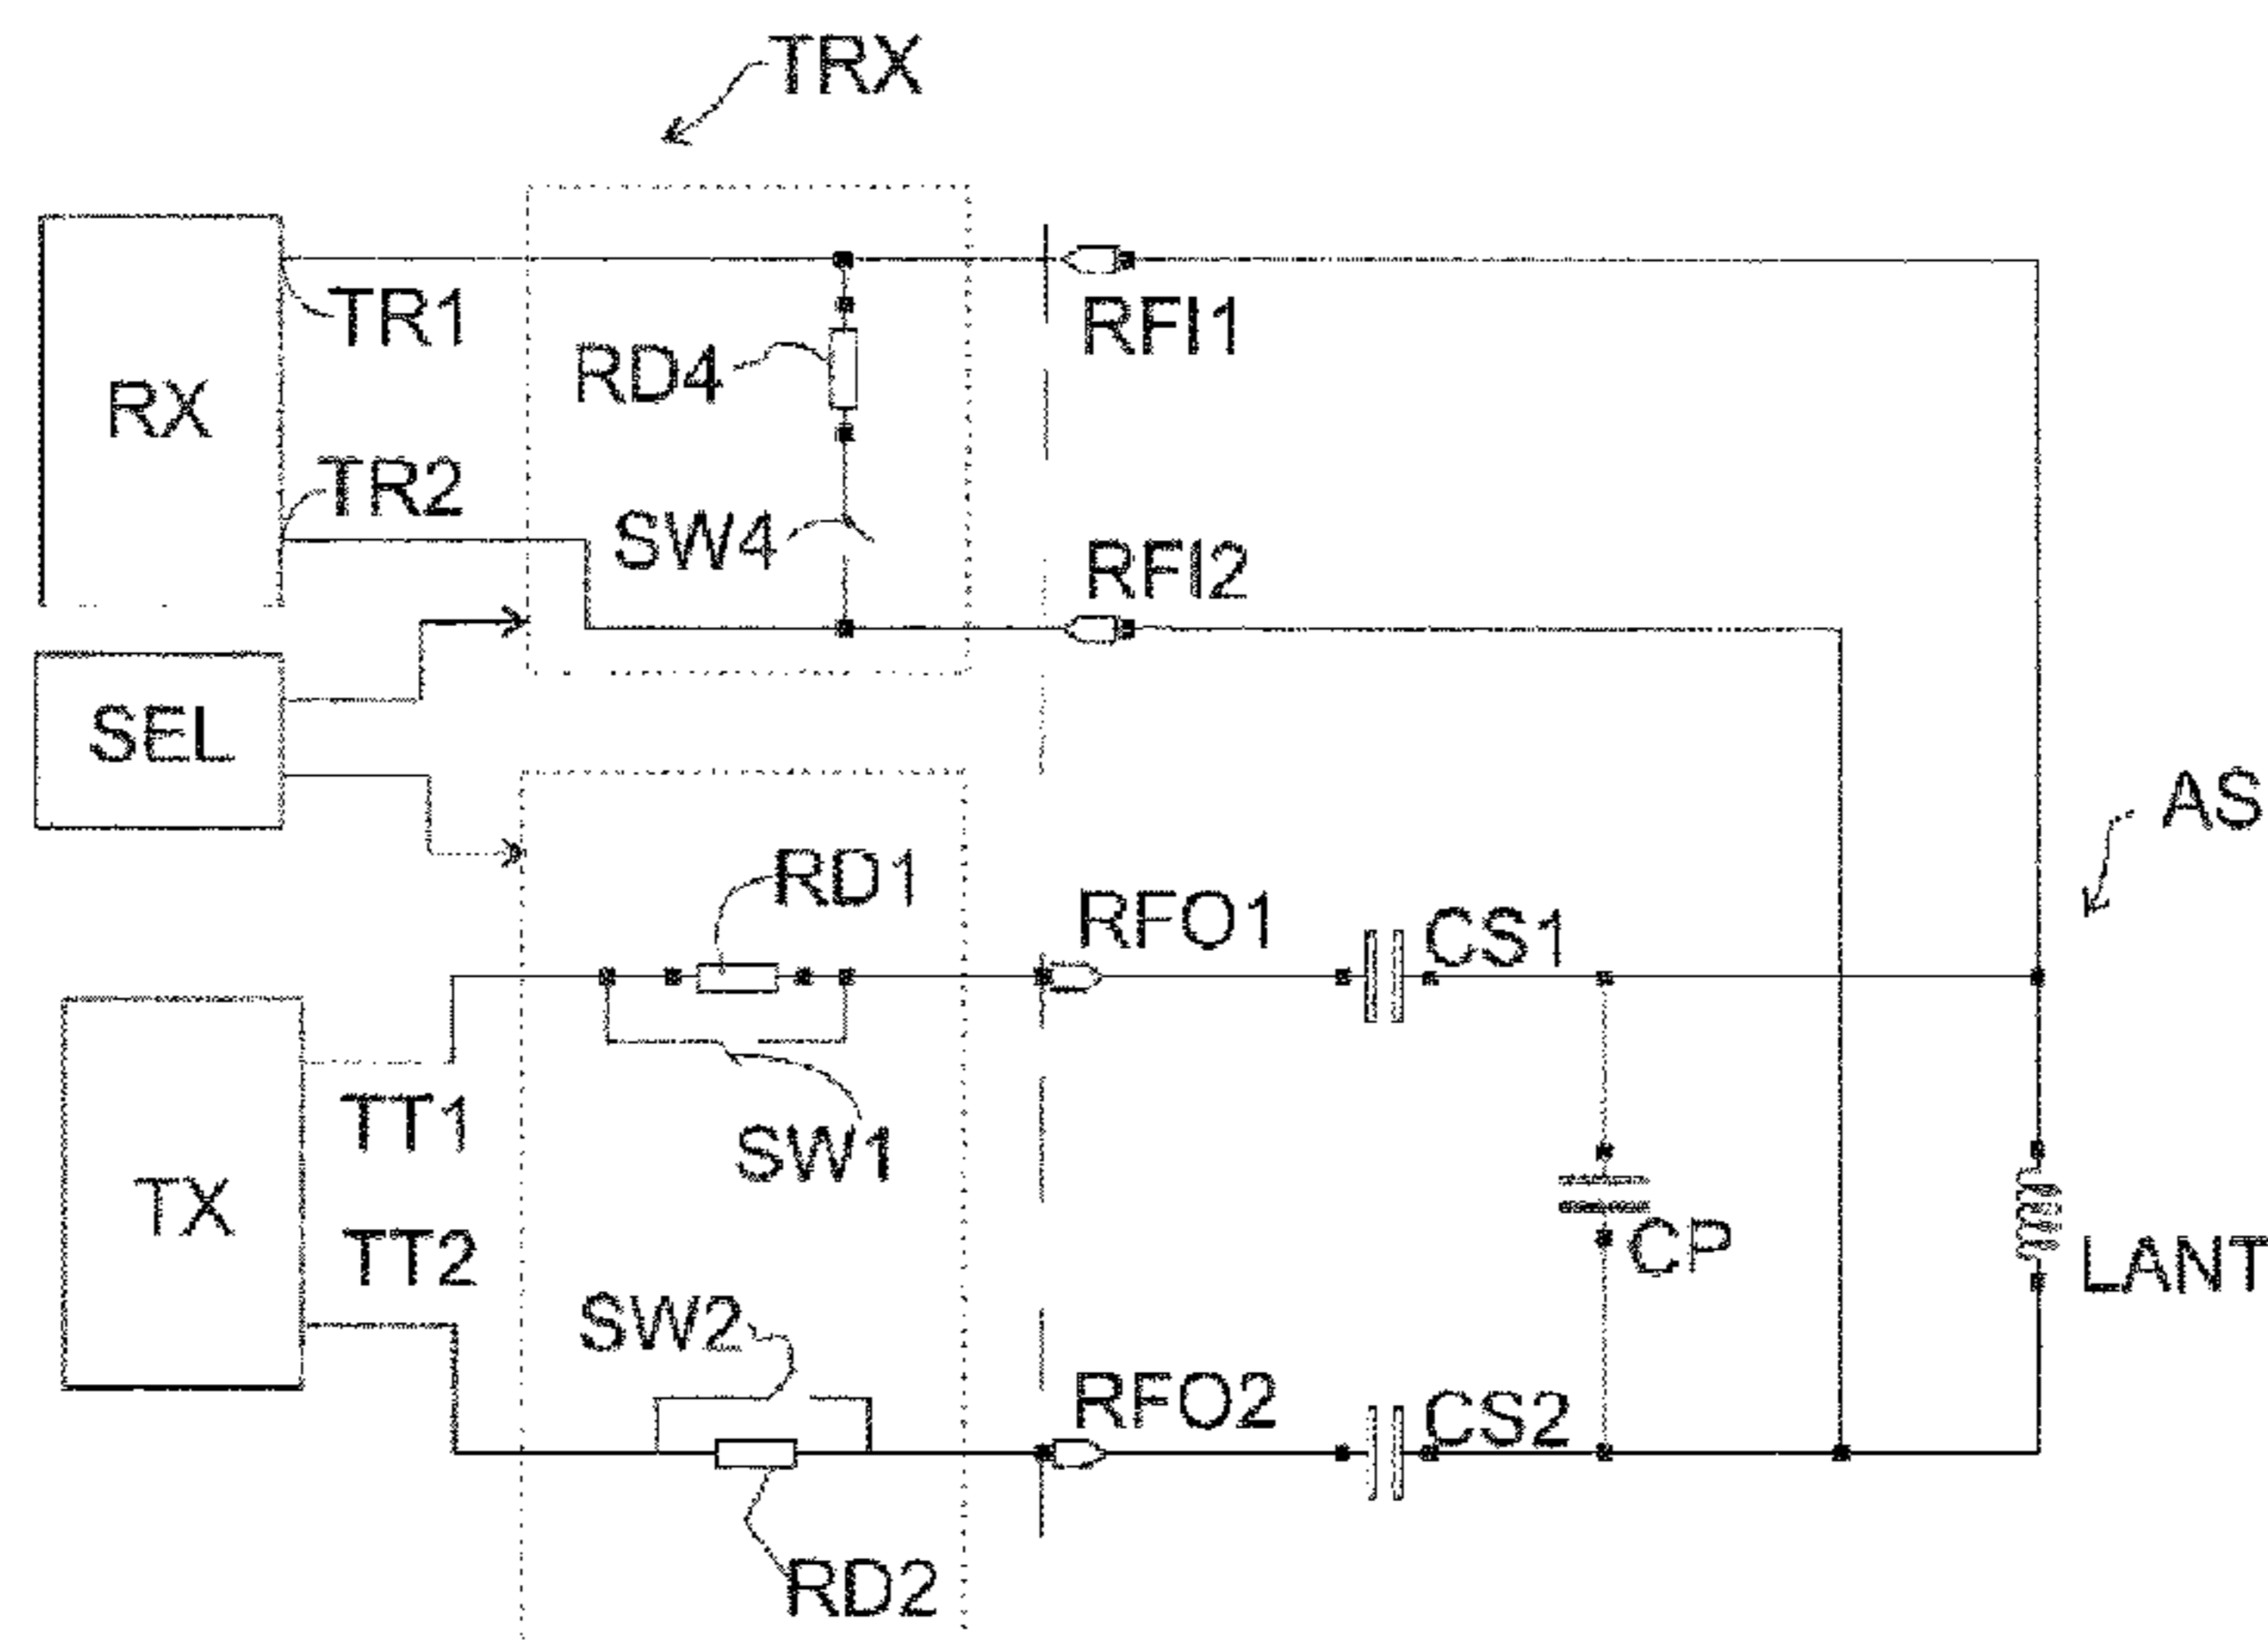 TRX
TR1
RFI1
RD4
RX
TR2
SW4
RFI2
SEL
AS
RD1
RFO1
CS1
TT1
SW1
TX
TT2
CP
LANT
SW2
RFO2
CS2
RD2